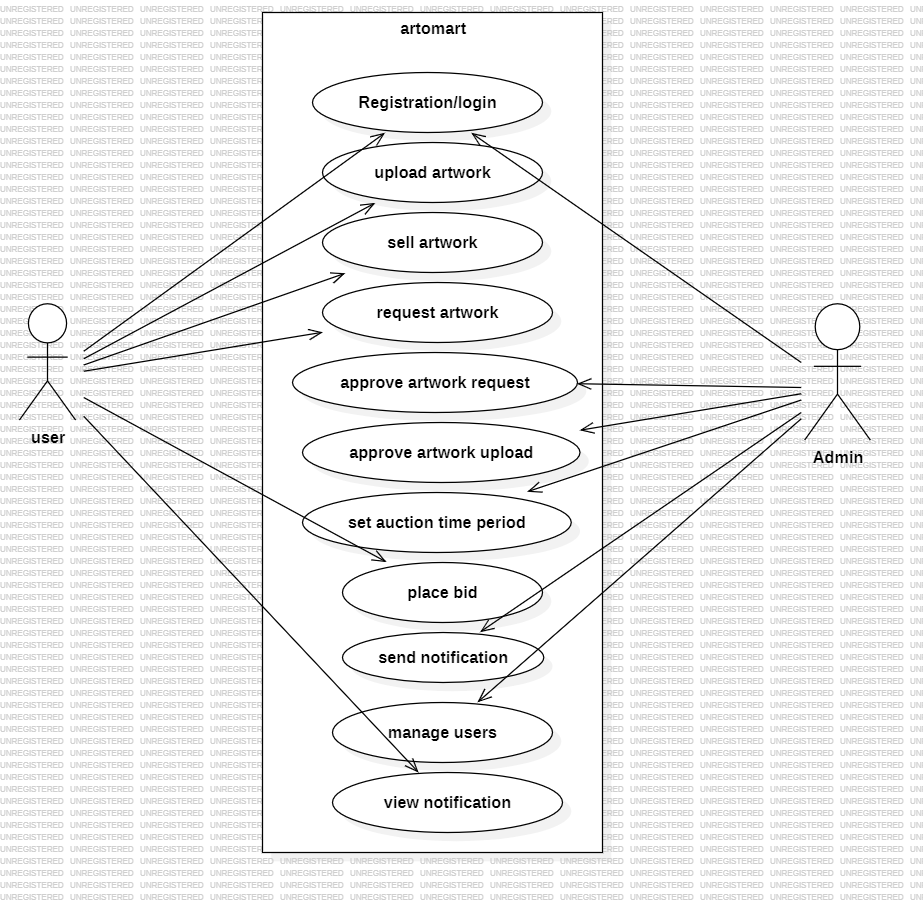 artomart
Registration/login
upload artwork
sell artwork
request artwork
approve artwork request
approve artwork upload
set auction time period
place bid
send notification
manage users
view notification
user
Admin
UNREGISTERED